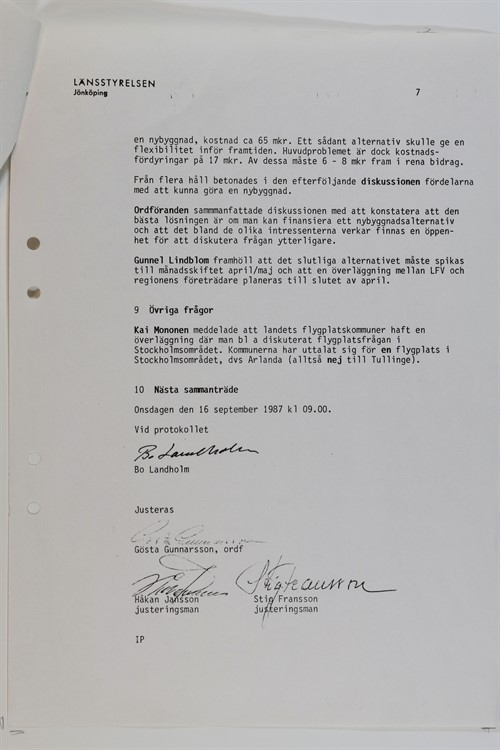 LÄNSSTYRELSEN
Jönköping
7
en nybyggnad, kostnad ca 65 mkr. Ett sådant alternativ skulle ge en
flexibilitet inför framtiden. Huvudproblemet är dock kostnads-
fördyringar på 17 mkr. Av dessa måste 6 - 8 mkr fram i rena bidrag.
Från flera håll betonades i den efterföljande diskussionen fördelarna
med att kunna göra en nybyggnad.
Ordföranden sammmanfattade diskussionen med att konstatera att den
bästa lösningen är om man kan finansiera ett nybyggnadsalternativ
och att det bland de olika intressenterna verkar finnas en öppen-
het för att diskutera frågan ytterligare.
Gunnel Lindblom framhöll att det slutliga alternativet måste spikas
till månadsskiftet april/maj och att en överläggning mellan LFV och
regionens företrädare planeras till slutet av april.
9 Övriga frågor
Kai Mononen meddelade att landets flygplatskommuner haft en
överläggning där man bl a diskuterat flygplatsfrågan i
Stockholmsområdet. Kommunerna har uttalat sig för en flygplats i
Stockholmsområdet, dvs Arlanda (alltså nej till Tullinge).
10 Nästa sammanträde
Onsdagen den 16 september 1987 kl 09.00.
Vid protokollet
Bo Landholm
Bo Landholm
Justeras
Gösta Gunnarsson
Gösta Gunnarsson, ordf
Stig Fransson
Håkan Jansson Stig Fransson
justeringsman justeringsman
IP